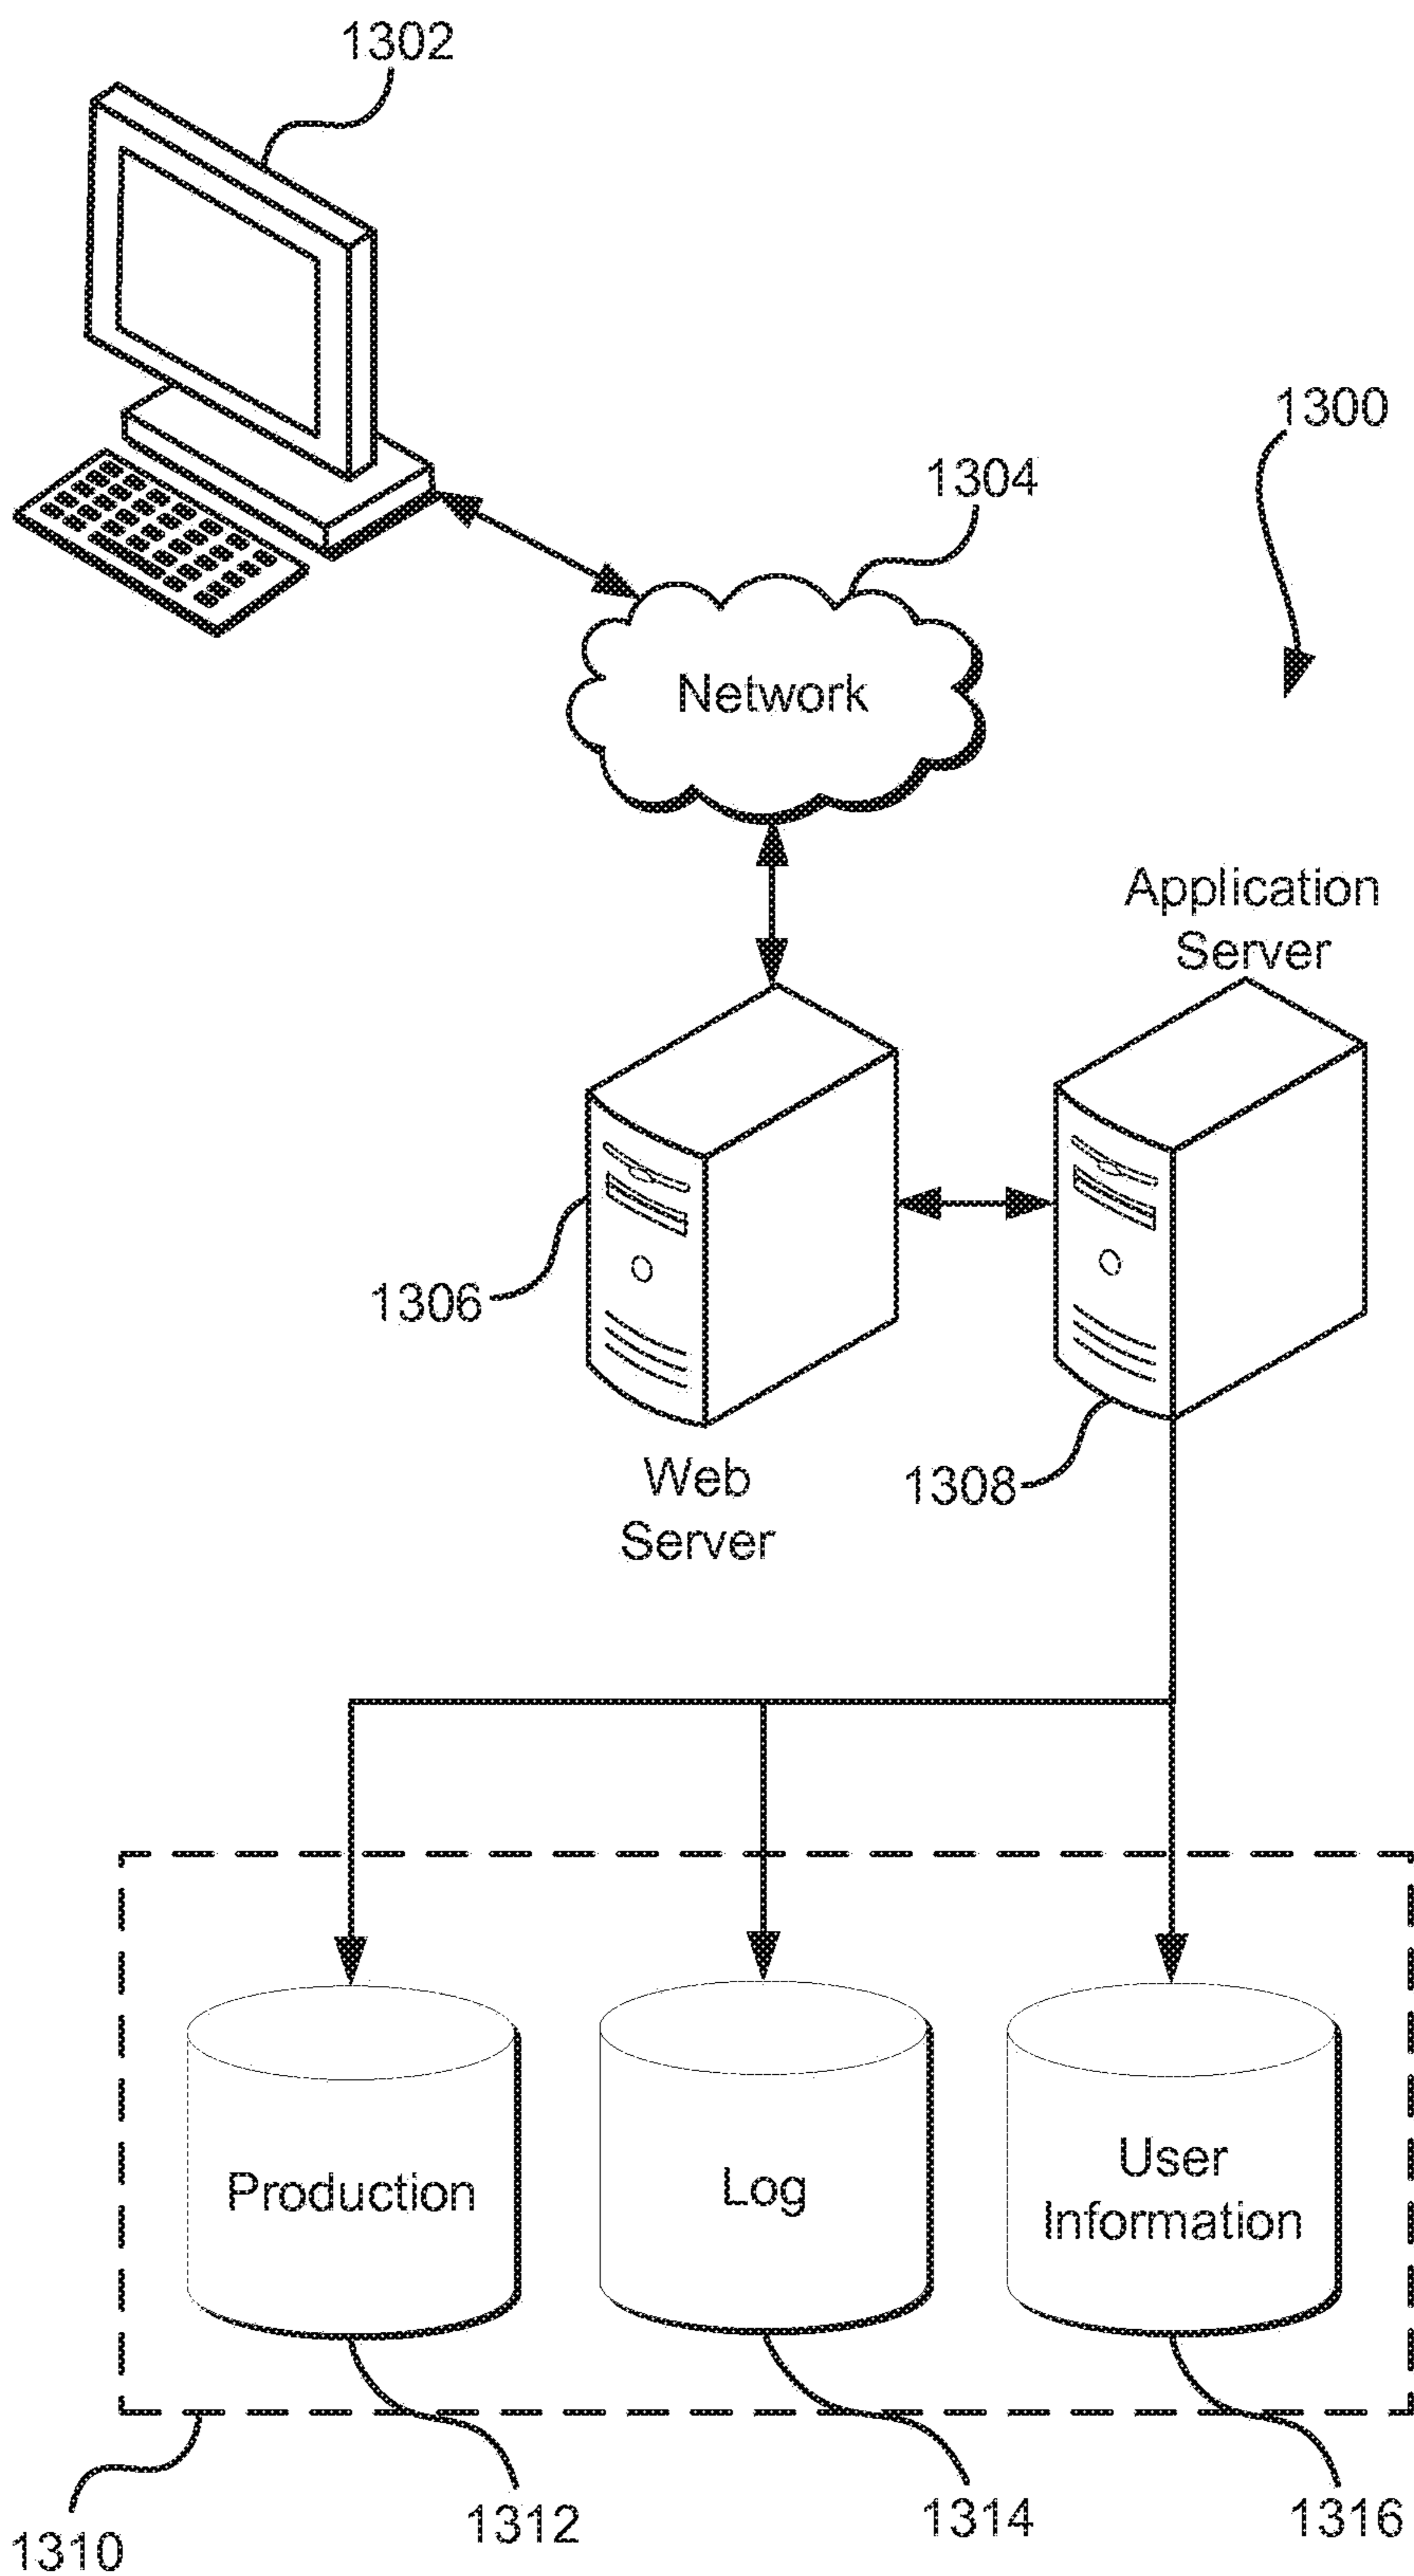 1302
1300
1304
Network
Application
Server
1306
1308
Web
Server
Production
Log
User
Information
1310
1312
1314
1316